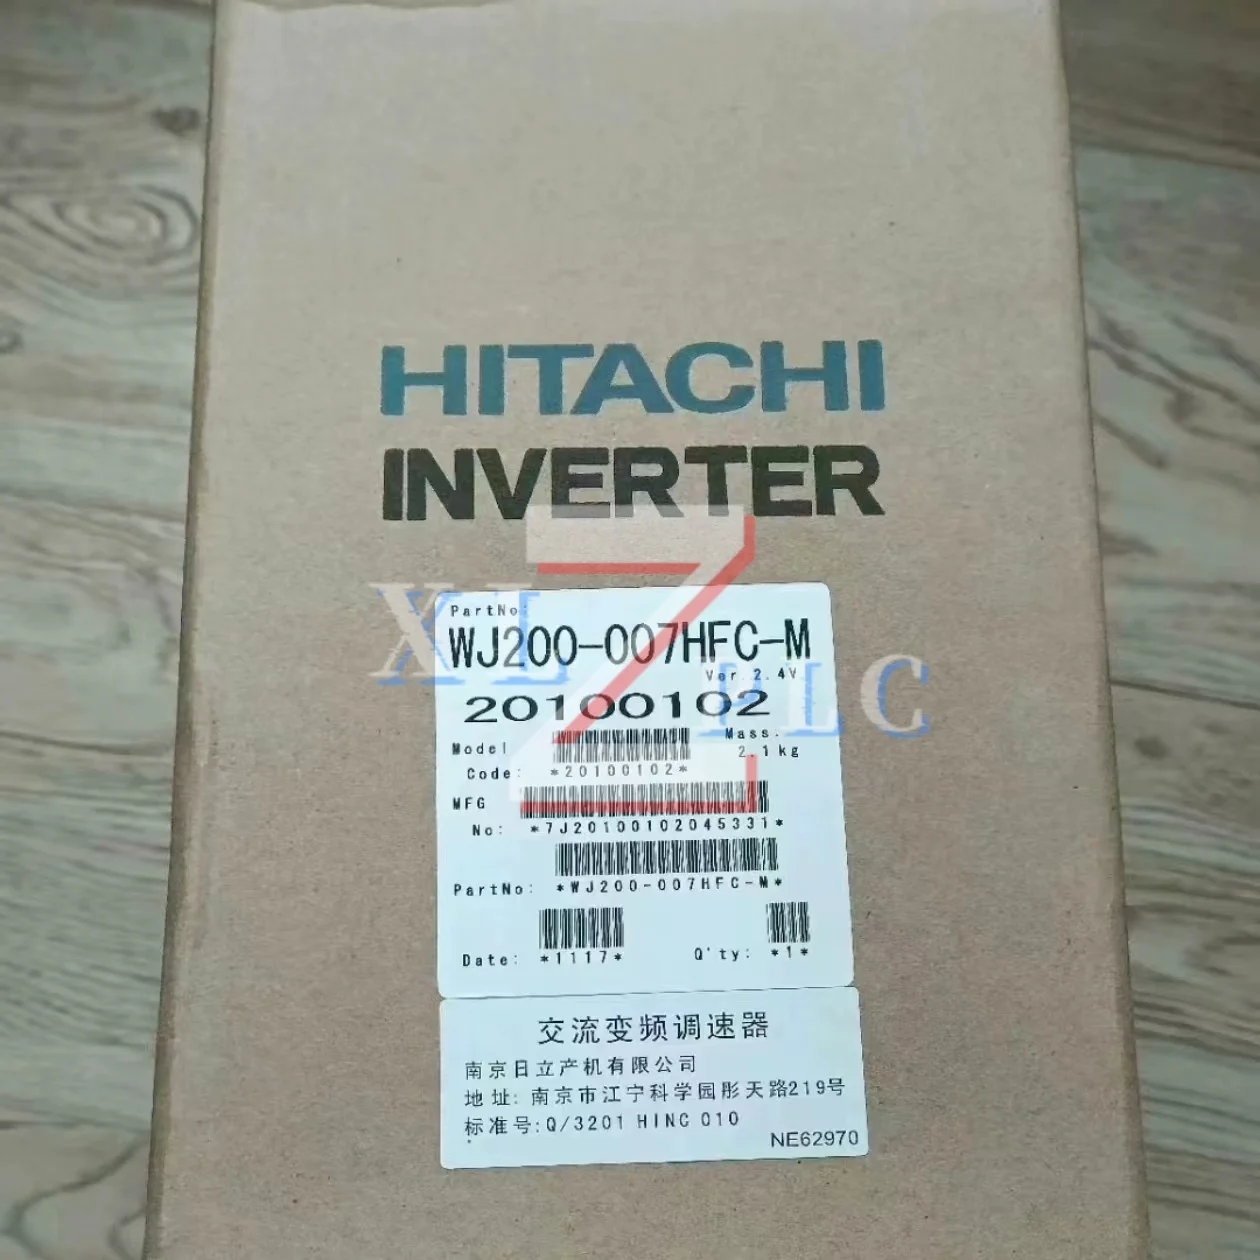 HITACHI
INVERTER
XL Z PLC
PartNo:
WJ200-007HFC-M
Ver.2.4V
20100102
Model
Code: *20100102*
Mass.
2.1kg
MFG
No: *7J20100102045331*
PartNo: *WJ200-007HFC-M*
Date: *1117* Q'ty: *1*
交流变频调速器
南京日立产机有限公司
地址: 南京市江宁科学园彤天路219号
标准号:Q/3201 HINC 010
NE62970